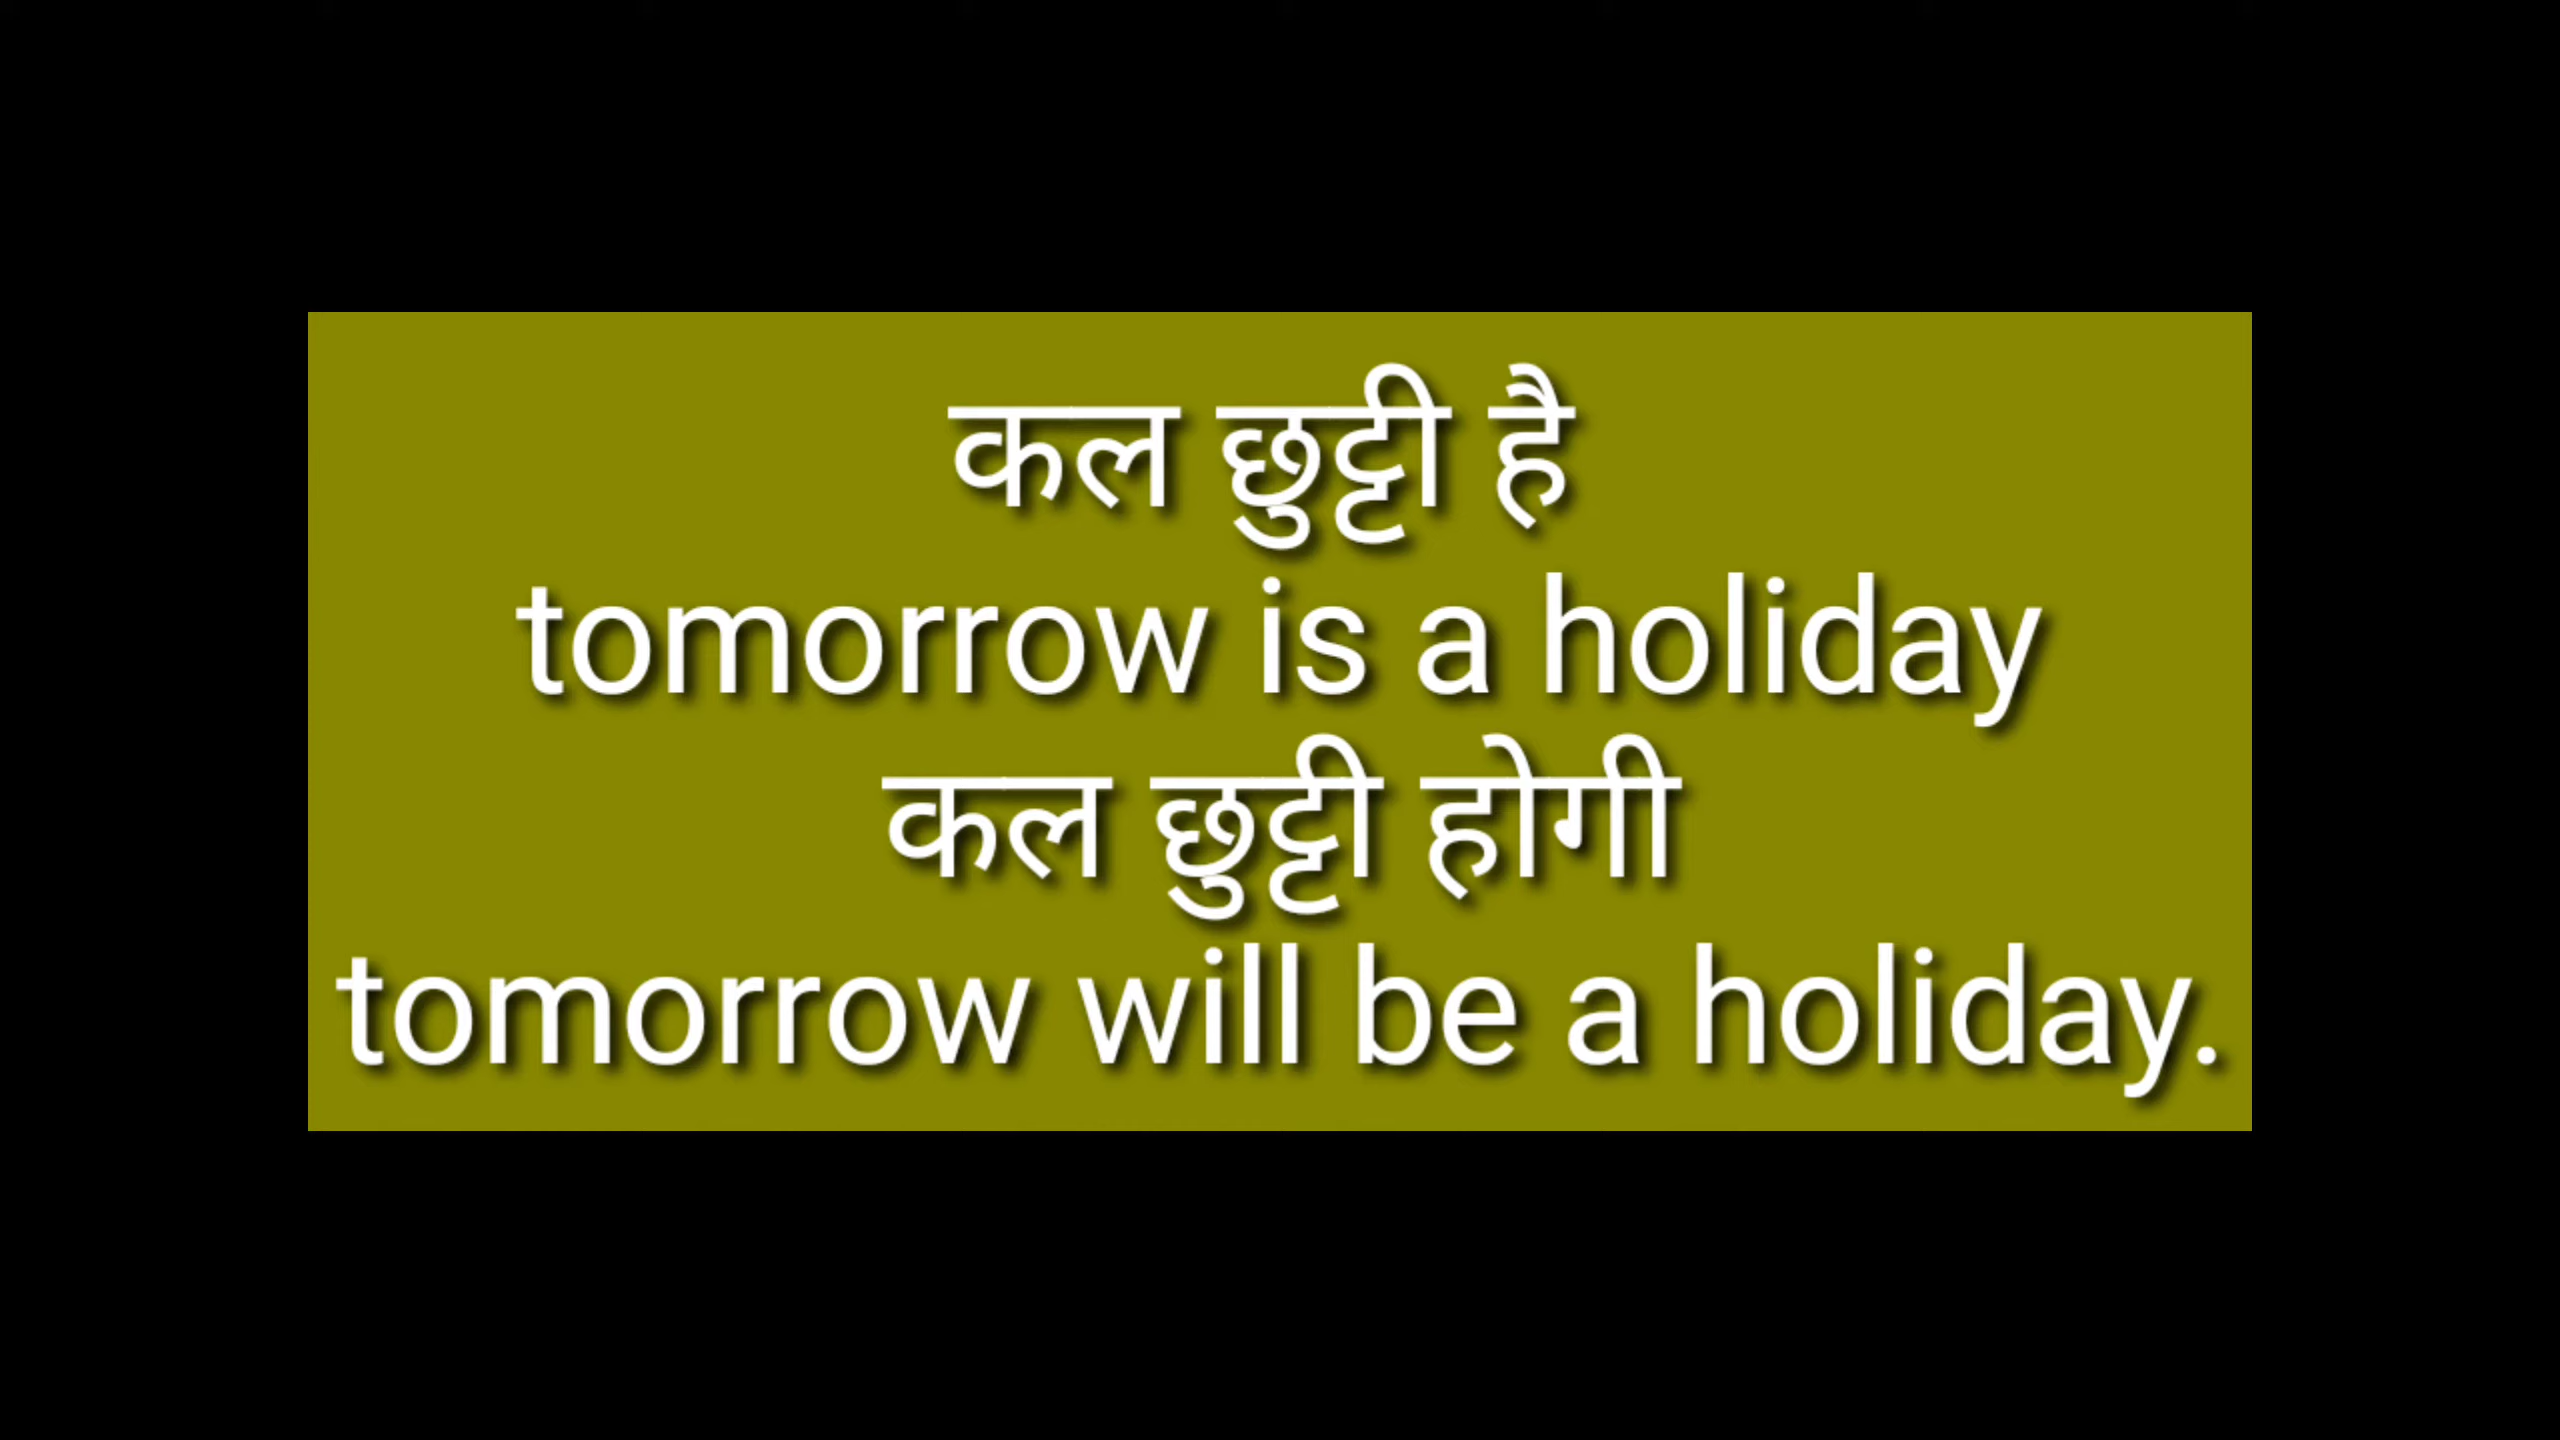 कल छुट्टी है
tomorrow is a holiday
कल छुट्टी होगी
tomorrow will be a holiday.